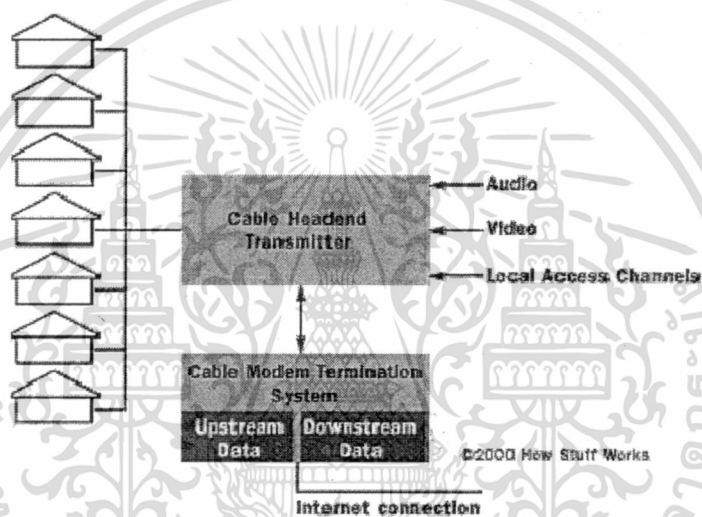 Cable Headend
Transmitter
Audio
Video
Local Access Channels
Cable Modem Termination
System
Upstream
Data
Downstream
Data
©2000 How Stuff Works
Internet connection